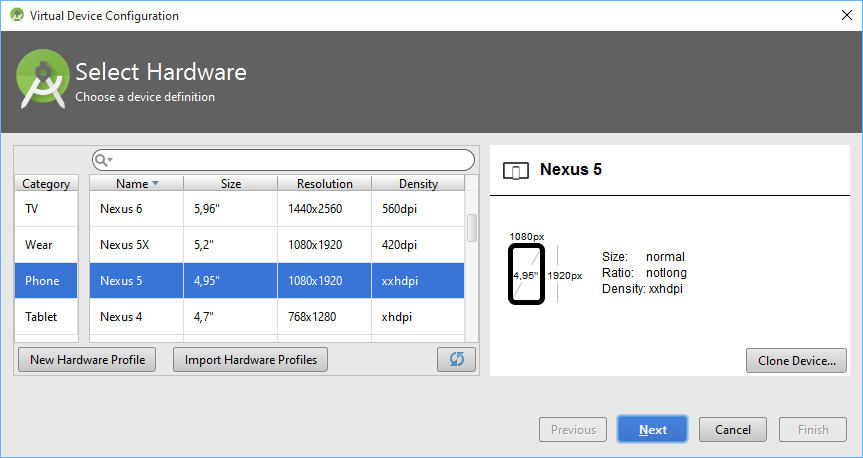 Virtual Device Configuration
Select Hardware
Choose a device definition
Category
TV
Wear
Phone
Tablet
Name Size Resolution Density
Nexus 6 5,96" 1440x2560 560dpi
Nexus 5X 5,2" 1080x1920 420dpi
Nexus 5 4,95" 1080x1920 xxhdpi
Nexus 4 4,7" 768x1280 xhdpi
New Hardware Profile Import Hardware Profiles
Nexus 5
1080px
4,95" 1920px
Size: normal
Ratio: notlong
Density: xxhdpi
Clone Device...
Previous Next Cancel Finish